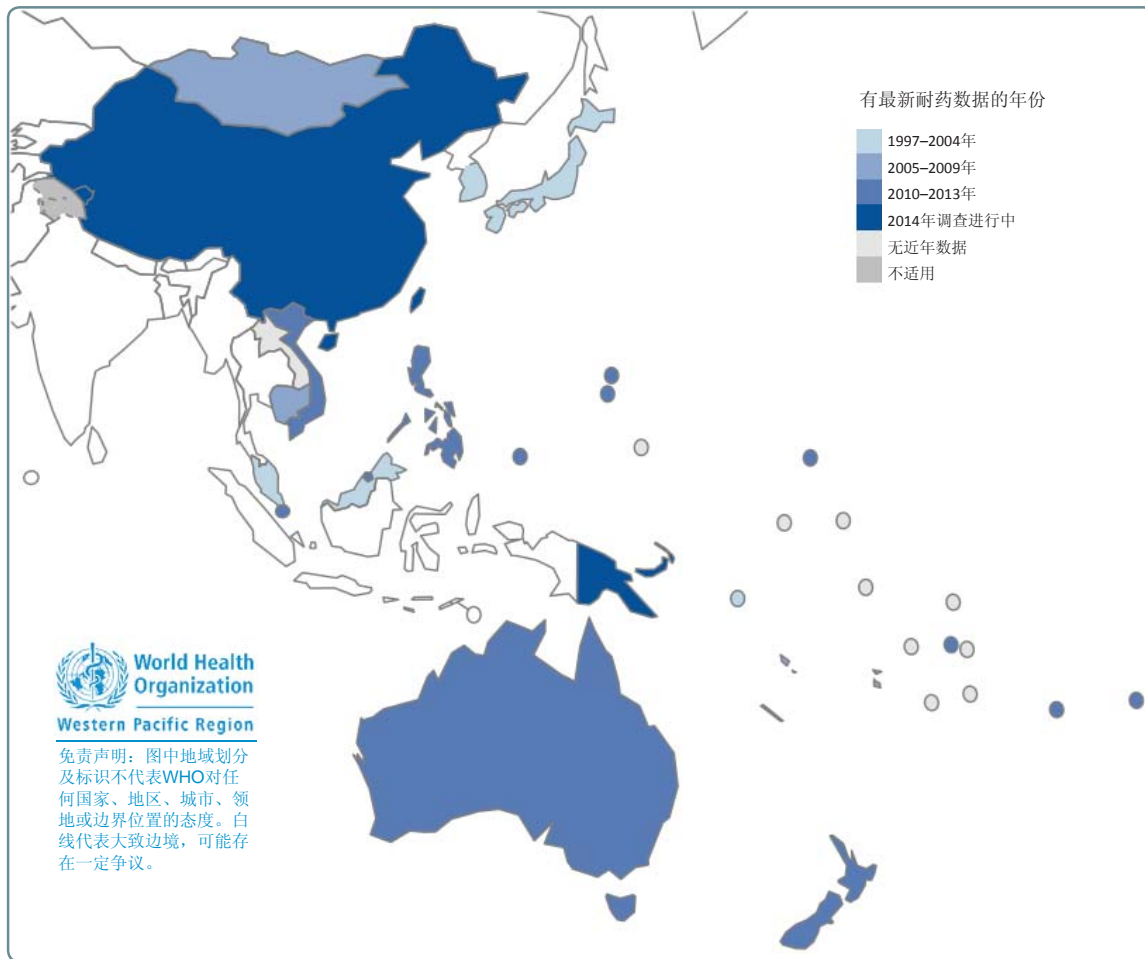 有最新耐药数据的年份
1997–2004年
2005–2009年
2010–2013年
2014年调查进行中
无近年数据
不适用
World Health
Organization
Western Pacific Region
免责声明：图中地域划分
及标识不代表WHO对任
何国家、地区、城市、领
地或边界位置的态度。白
线代表大致边境，可能存
在一定争议。